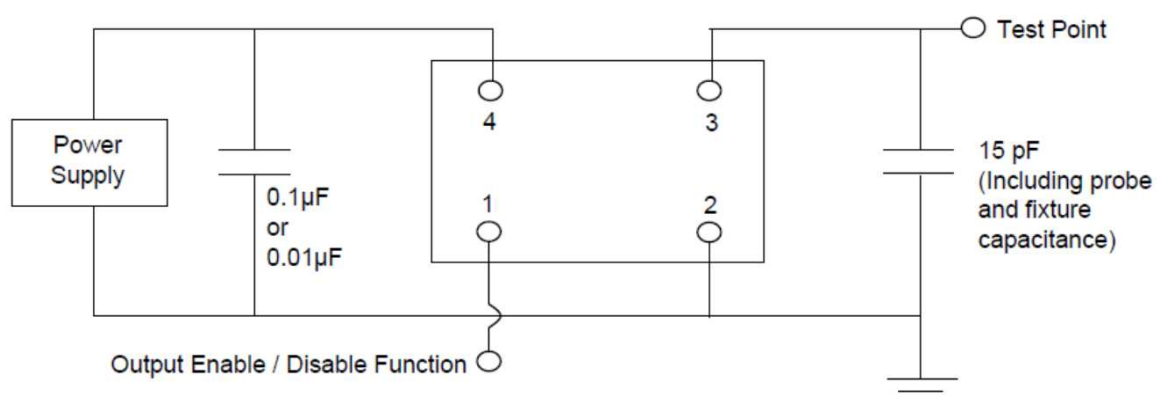 Test Point
4
3
Power
Supply
15 pF
(Including probe
and fixture
capacitance)
0.1µF
or
0.01µF
1
2
Output Enable / Disable Function